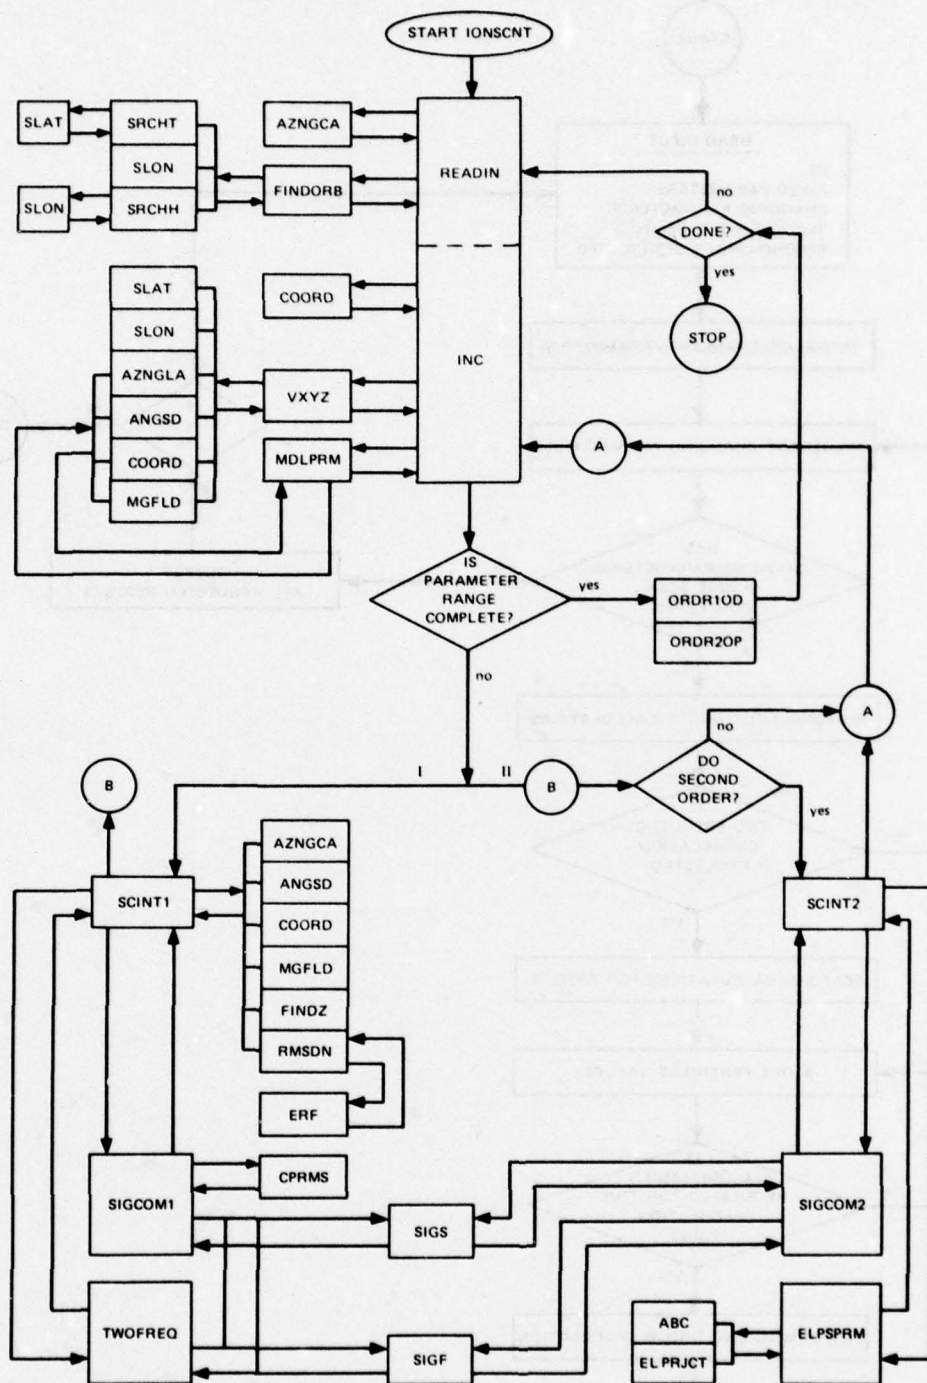 START IONSCNT
SLAT
SRCHT
SLON
SRCHH
SLON
AZNGCA
FINDORB
READIN
no
DONE?
yes
STOP
SLAT
SLON
AZNGLA
ANGSD
COORD
MGFLD
COORD
VXYZ
MDLPRM
INC
A
IS
PARAMETER
RANGE
COMPLETE?
yes
ORDR1OD
ORDR2OP
no
A
no
I
II
B
B
DO
SECOND
ORDER?
yes
SCINT1
AZNGCA
ANGSD
COORD
MGFLD
FINDZ
RMSDN
ERF
SCINT2
SIGCOM1
CPRMS
SIGS
SIGCOM2
TWOFREQ
SIGF
ABC
ELPRJCT
ELPSPRM